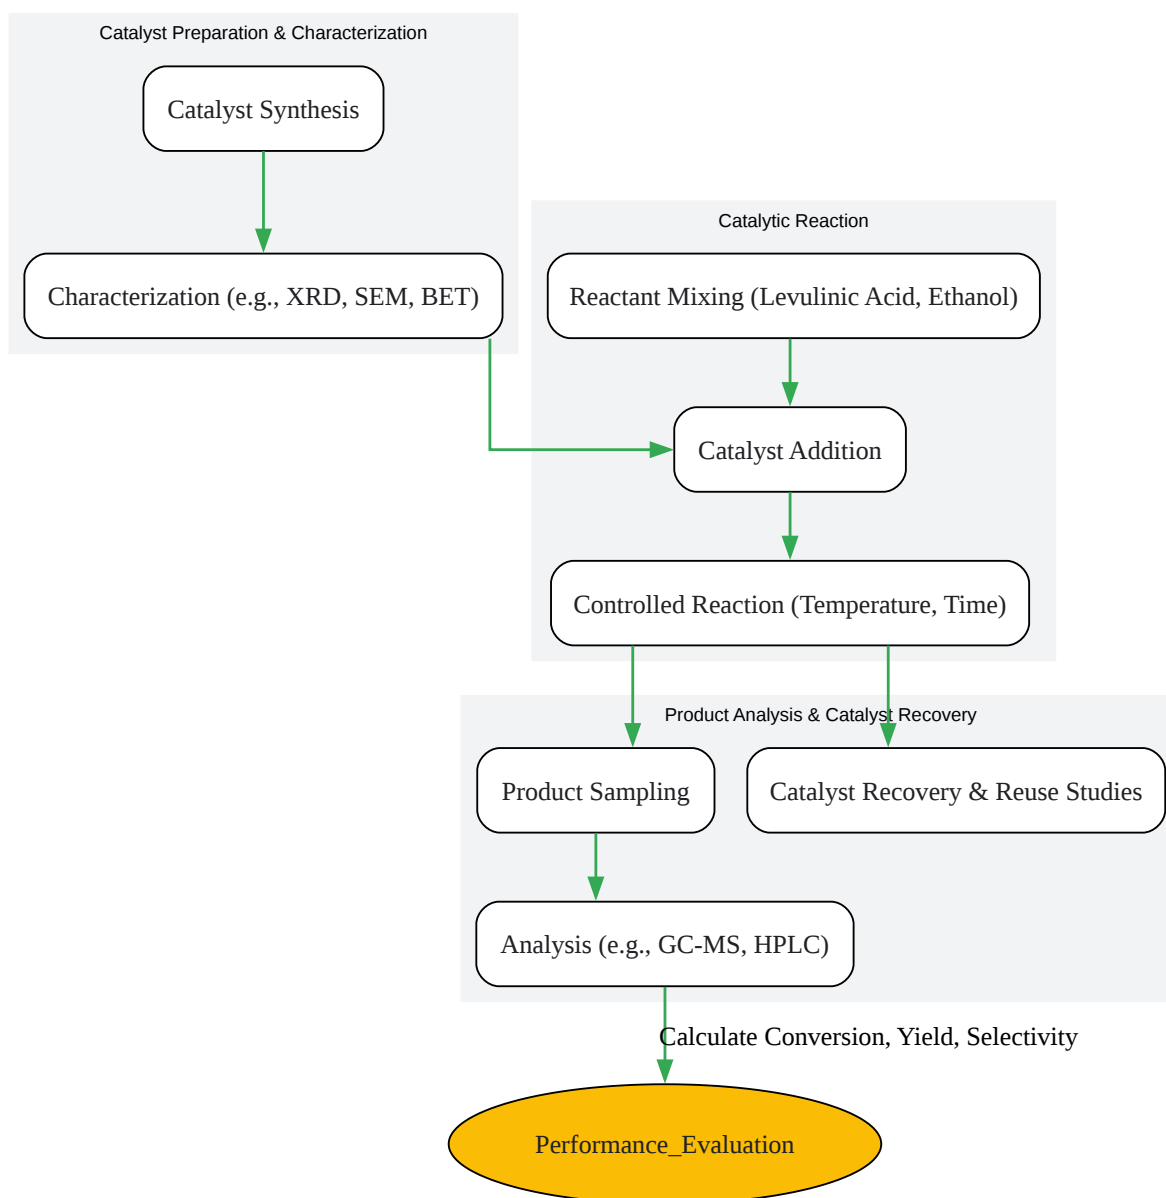 Catalyst Preparation & Characterization
Catalyst Synthesis
Characterization (e.g., XRD, SEM, BET)
Catalytic Reaction
Reactant Mixing (Levulinic Acid, Ethanol)
Catalyst Addition
Controlled Reaction (Temperature, Time)
Product Analysis & Catalyst Recovery
Product Sampling
Catalyst Recovery & Reuse Studies
Analysis (e.g., GC-MS, HPLC)
Calculate Conversion, Yield, Selectivity
Performance_Evaluation